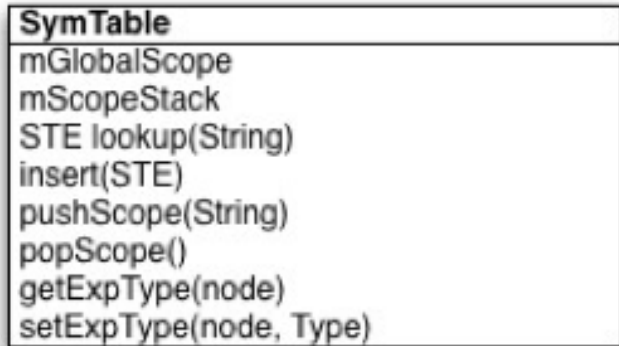 SymTable
mGlobalScope
mScopeStack
STE lookup(String)
insert(STE)
pushScope(String)
popScope()
getExpType(node)
setExpType(node, Type)